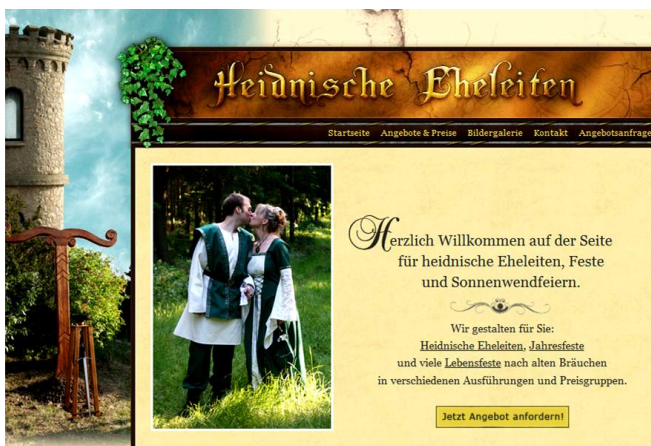 Heidnische Eheleiten
Startseite Angebote & Preise Bildergalerie Kontakt Angebotsanfrage
Herzlich Willkommen auf der Seite
für heidnische Eheleiten, Feste
und Sonnenwendfeiern.
Wir gestalten für Sie:
Heidnische Eheleiten, Jahresfeste
und viele Lebensfeste nach alten Bräuchen
in verschiedenen Ausführungen und Preisgruppen.
Jetzt Angebot anfordern!